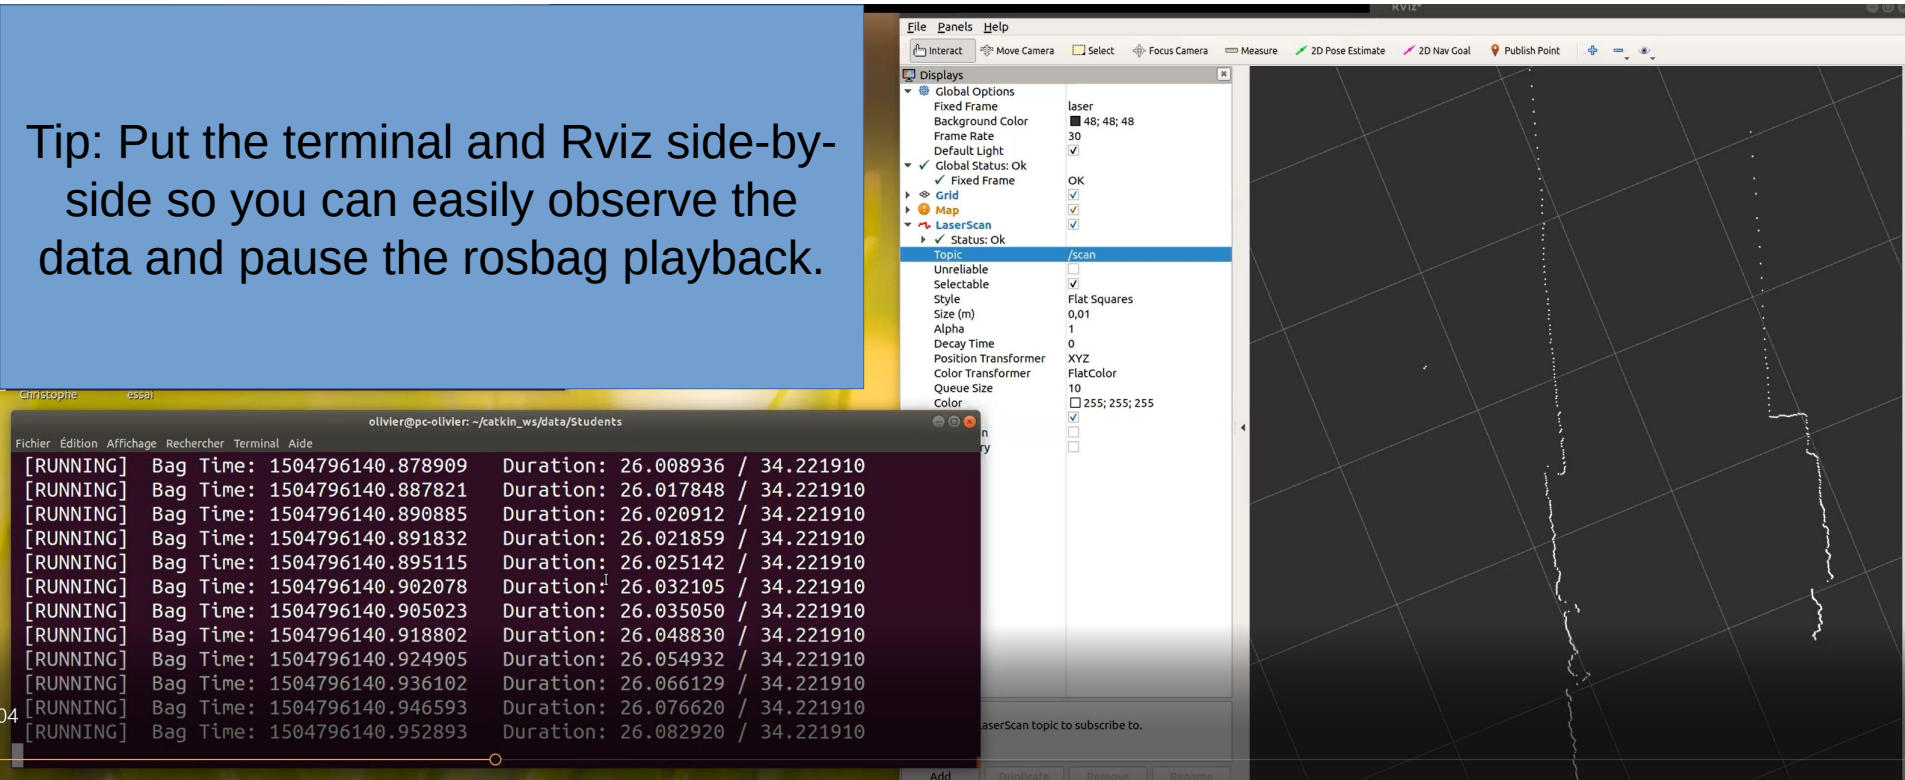 Tip: Put the terminal and Rviz side-by-
side so you can easily observe the
data and pause the rosbag playback.
Christophe essai
olivier@pc-olivier: ~/catkin_ws/data/Students
Fichier Édition Affichage Rechercher Terminal Aide
[RUNNING] Bag Time: 1504796140.878909 Duration: 26.008936 / 34.221910
[RUNNING] Bag Time: 1504796140.887821 Duration: 26.017848 / 34.221910
[RUNNING] Bag Time: 1504796140.890885 Duration: 26.020912 / 34.221910
[RUNNING] Bag Time: 1504796140.891832 Duration: 26.021859 / 34.221910
[RUNNING] Bag Time: 1504796140.895115 Duration: 26.025142 / 34.221910
[RUNNING] Bag Time: 1504796140.902078 Duration: 26.032105 / 34.221910
[RUNNING] Bag Time: 1504796140.905023 Duration: 26.035050 / 34.221910
[RUNNING] Bag Time: 1504796140.918802 Duration: 26.048830 / 34.221910
[RUNNING] Bag Time: 1504796140.924905 Duration: 26.054932 / 34.221910
[RUNNING] Bag Time: 1504796140.936102 Duration: 26.066129 / 34.221910
[RUNNING] Bag Time: 1504796140.946593 Duration: 26.076620 / 34.221910
[RUNNING] Bag Time: 1504796140.952893 Duration: 26.082920 / 34.221910
04
RViz*
File Panels Help
Interact Move Camera Select Focus Camera Measure 2D Pose Estimate 2D Nav Goal Publish Point
Displays
Global Options
Fixed Frame laser
Background Color 48; 48; 48
Frame Rate 30
Default Light
Global Status: Ok
Fixed Frame OK
Grid
Map
LaserScan
Status: Ok
Topic /scan
Unreliable
Selectable
Style Flat Squares
Size (m) 0,01
Alpha 1
Decay Time 0
Position Transformer XYZ
Color Transformer FlatColor
Queue Size 10
Color 255; 255; 255
n
ry
aserScan topic to subscribe to.
Add Duplicate Remove Rename